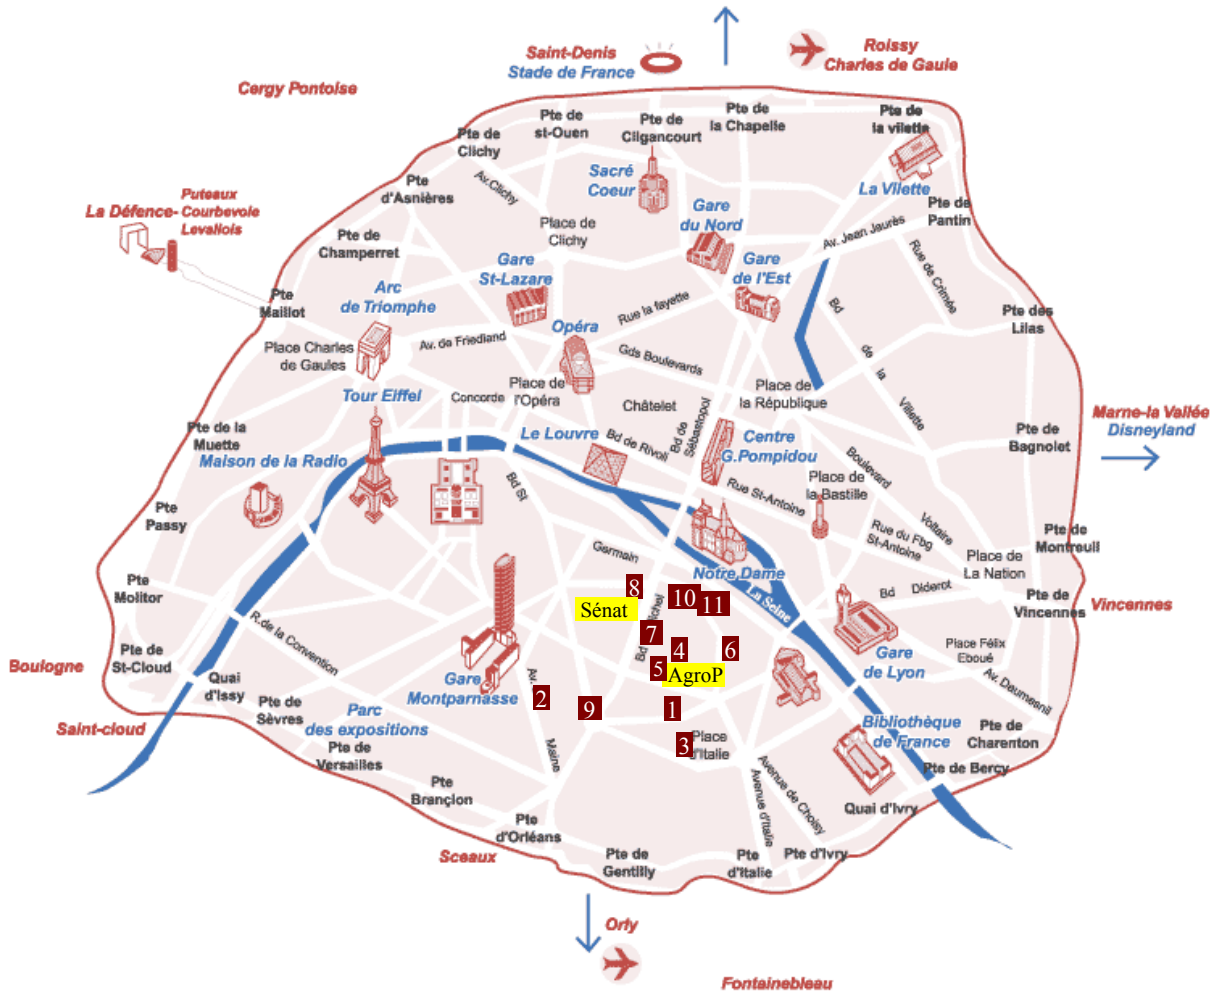 Saint-Denis
Stade de France
Roissy
Charles de Gaule
Cergy Pontoise
Pte de
la Chapelle
Pte de
la vilette
Pte de
st-Ouen
Pte de
Cilgancourt
Pte de
Clichy
Sacré
Coeur
La Vilette
Pte
d'Asnières
Av.Clichy
Puteaux
La Défence- Courbevoie
Levallois
Gare
du Nord
Pte de
Pantin
Place de
Clichy
Av. Jean Jaurès
Pte de
Champerret
Gare
St-Lazare
Gare
de l'Est
Rue de Crimée
Arc
de Triomphe
Pte
Maillot
Rue la fayette
Bd
de
la
Villette
Pte des
Lilas
Opéra
Av. de Friedland
Place Charles
de Gaules
Gds Boulevards
Tour Eiffel
Concorde
Place de
l'Opéra
Châtelet
Place de
la République
Bd de
Sébastopol
Marne-la Vallée
Disneyland
Pte de la
Muette
Le Louvre
Bd de Rivoli
Centre
G.Pompidou
Pte de
Bagnolet
Maison de la Radio
Boulevard
Voltaire
Place de
la Bastille
Bd St
Germain
Rue St-Antoine
Pte
Passy
Rue du Fbg
St-Antoine
Pte de
Montreuil
Place de
La Nation
Notre Dame
Pte
Molitor
La Seine
Bd Diderot
Pte de
Vincennes
Vincennes
8
10
11
Sénat
Bd
ichel
7
4
6
5
AgroP
R.de la Convention
Place Félix
Eboué
Boulogne
Pte de
St-Cloud
Gare
de Lyon
Av. Daumesnil
Quai
d'Issy
Gare
Montparnasse
Av.
Maine
2
9
1
3
Place
d'Italie
Pte de
Sèvres
Parc
des expositions
Saint-cloud
Bibliothèque
de France
Pte de
Charenton
Pte de
Versailles
Pte de Bercy
Avenue de Choisy
Avenue d'Italie
Pte
Brançion
Quai d'Ivry
Pte
d'Orléans
Sceaux
Pte de
Gentilly
Pte
d'Italie
Pte d'Ivry
Orly
Fontainebleau